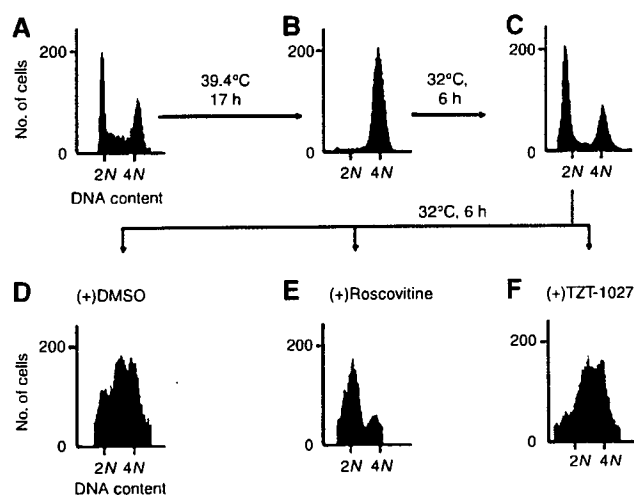 A
B
C
No. of cells
200
0
2N 4N
DNA content
39.4°C
17 h
200
0
2N 4N
32°C,
6 h
200
0
2N 4N
32°C, 6 h
D (+)DMSO
E (+)Roscovitine
F (+)TZT-1027
No. of cells
200
0
2N 4N
DNA content
200
0
2N 4N
200
0
2N 4N